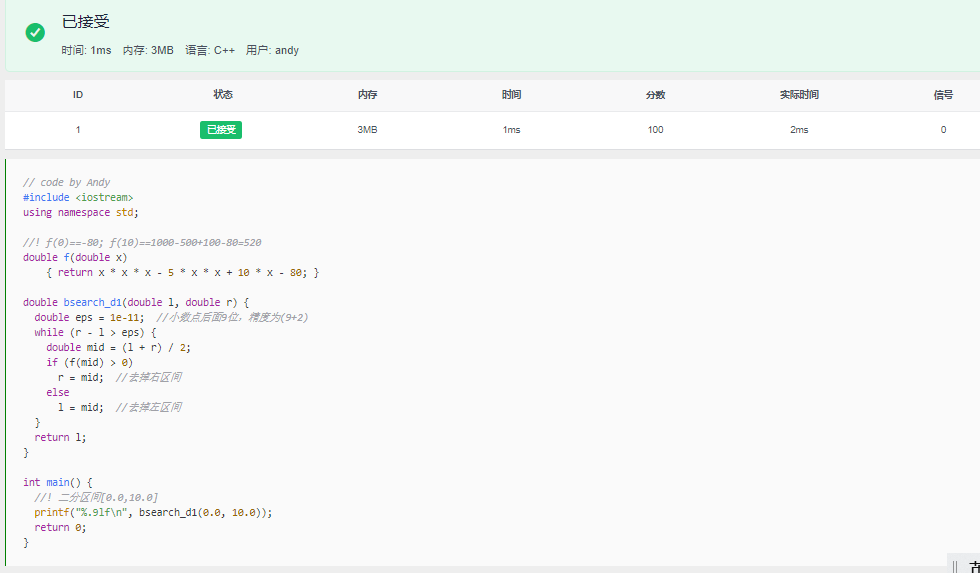 已接受
时间: 1ms 内存: 3MB 语言: C++ 用户: andy
ID 状态 内存 时间 分数 实际时间 信号
1 已接受 3MB 1ms 100 2ms 0
// code by Andy
#include <iostream>
using namespace std;

//! f(0)==-80; f(10)==1000-500+100-80=520
double f(double x)
    { return x * x * x - 5 * x * x + 10 * x - 80; }

double bsearch_d1(double l, double r) {
  double eps = 1e-11;  //小数点后面9位，精度为(9+2)
  while (r - l > eps) {
    double mid = (l + r) / 2;
    if (f(mid) > 0)
      r = mid;  //去掉右区间
    else
      l = mid;  //去掉左区间
  }
  return l;
}

int main() {
  //! 二分区间[0.0,10.0]
  printf("%.9lf\n", bsearch_d1(0.0, 10.0));
  return 0;
}